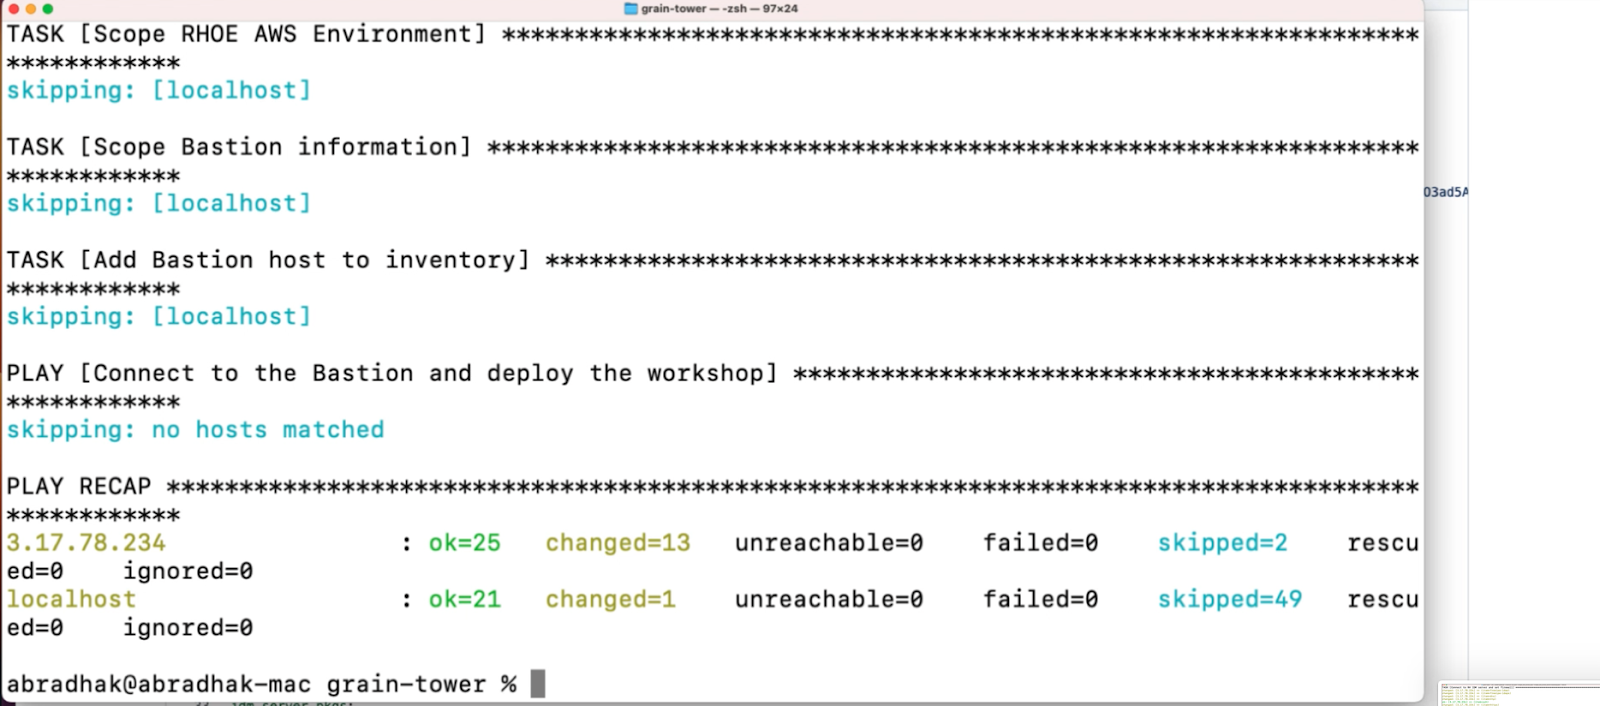 grain-tower — -zsh — 97×24
TASK [Scope RHOE AWS Environment] ***************************************************************
************
skipping: [localhost]
TASK [Scope Bastion information] ****************************************************************
************
skipping: [localhost]
03ad5A
TASK [Add Bastion host to inventory] ************************************************************
************
skipping: [localhost]
PLAY [Connect to the Bastion and deploy the workshop] *******************************************
************
skipping: no hosts matched
PLAY RECAP **************************************************************************************
************
3.17.78.234 : ok=25 changed=13 unreachable=0 failed=0 skipped=2 rescu
ed=0 ignored=0
localhost : ok=21 changed=1 unreachable=0 failed=0 skipped=49 rescu
ed=0 ignored=0
abradhak@abradhak-mac grain-tower %